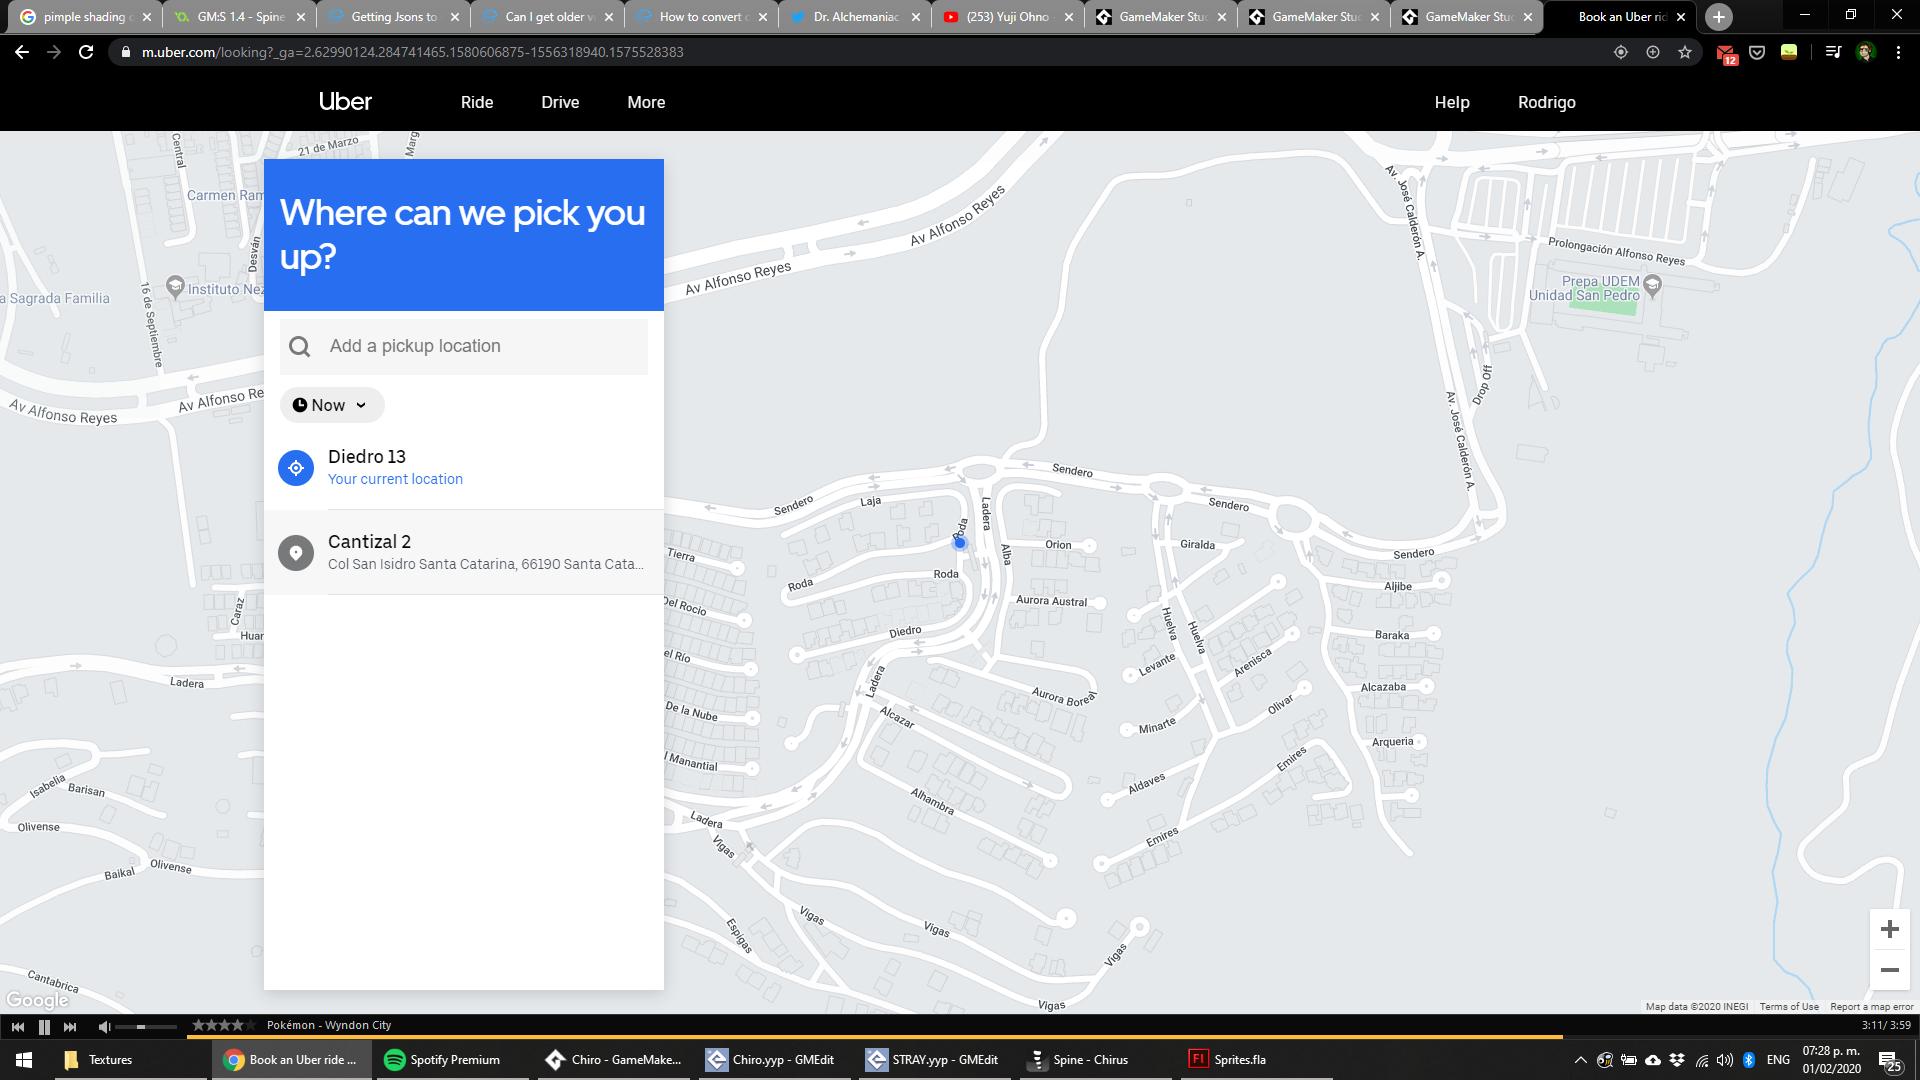 pimple shading
GM:S 1.4 - Spine
Getting Jsons to
Can I get older
How to convert
Dr. Alchemaniac
(253) Yuji Ohno -
GameMaker
GameMaker
GameMaker
Book an Uber
m.uber.com/looking?_ga=2.62990124.284741465.1580606875-1556318940.1575528383
12
Uber
Ride
Drive
More
Help
Rodrigo
Where can we pick you
up?
Add a pickup location
Now
Diedro 13
Your current location
Cantizal 2
Col San Isidro Santa Catarina, 66190 Santa Cata...
21 de Marzo
Central
Carmen
Desván
Instituto
a Sagrada Familia
16 de Septiembre
Av Alfonso Reyes
Av Alfonso Re
Av Alfonso Reyes
Av Alfonso Reyes
Av. José Calderón A.
Prolongación Alfonso Reyes
Prepa UDEM
Unidad San Pedro
Drop Off
Av. José Calderón A.
Sendero
Sendero
Sendero
Sendero
Laja
Ladera
Roda
Alba
Orion
Giralda
Tierra
Roda
Roda
Aurora Austral
Aljibe
Caraz
Del Rocio
Huelva
Huelva
Diedro
Baraka
el Río
Levante
Arenisca
Ladera
Ladera
Aurora Boreal
Alcazaba
De la Nube
Alcazar
Minarte
Olivar
Arqueria
Manantial
Emires
Isabelia
Barisan
Aldaves
Alhambra
Olivense
Ladera
Vigas
Emires
Baikal
Olivense
Vigas
Vigas
Espigas
Vigas
Cantabrica
Vigas
Google
Map data ©2020 INEGI
Terms of Use
Report a map error
Pokémon - Wyndon City
3:11/ 3:59
Textures
Book an Uber ride ...
Spotify Premium
Chiro - GameMake...
Chiro.yyp - GMEdit
STRAY.yyp - GMEdit
Spine - Chirus
Fl
Sprites.fla
ENG
07:28 p. m.
01/02/2020
25